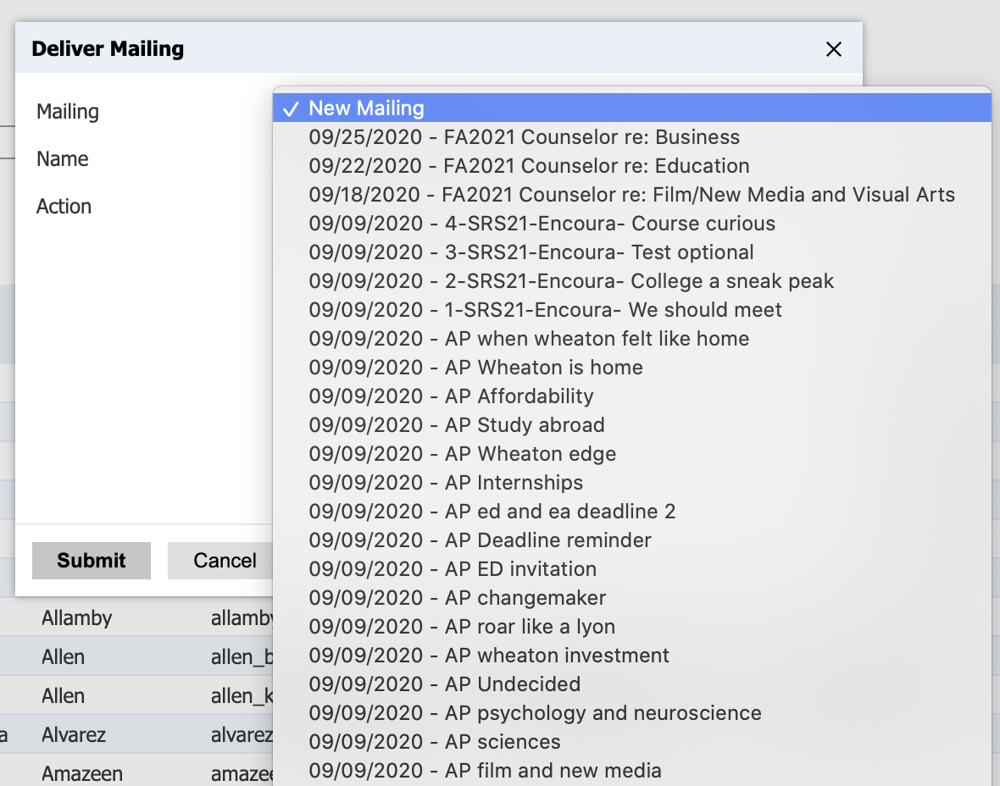 Deliver Mailing
Mailing
Name
Action
✓ New Mailing
09/25/2020 - FA2021 Counselor re: Business
09/22/2020 - FA2021 Counselor re: Education
09/18/2020 - FA2021 Counselor re: Film/New Media and Visual Arts
09/09/2020 - 4-SRS21-Encoura- Course curious
09/09/2020 - 3-SRS21-Encoura- Test optional
09/09/2020 - 2-SRS21-Encoura- College a sneak peak
09/09/2020 - 1-SRS21-Encoura- We should meet
09/09/2020 - AP when wheaton felt like home
09/09/2020 - AP Wheaton is home
09/09/2020 - AP Affordability
09/09/2020 - AP Study abroad
09/09/2020 - AP Wheaton edge
09/09/2020 - AP Internships
09/09/2020 - AP ed and ea deadline 2
09/09/2020 - AP Deadline reminder
09/09/2020 - AP ED invitation
09/09/2020 - AP changemaker
09/09/2020 - AP roar like a lyon
09/09/2020 - AP wheaton investment
09/09/2020 - AP Undecided
09/09/2020 - AP psychology and neuroscience
09/09/2020 - AP sciences
09/09/2020 - AP film and new media
Submit Cancel
Allamby allamby
Allen allen_b
Allen allen_k
a Alvarez alvarez
Amazeen amazee